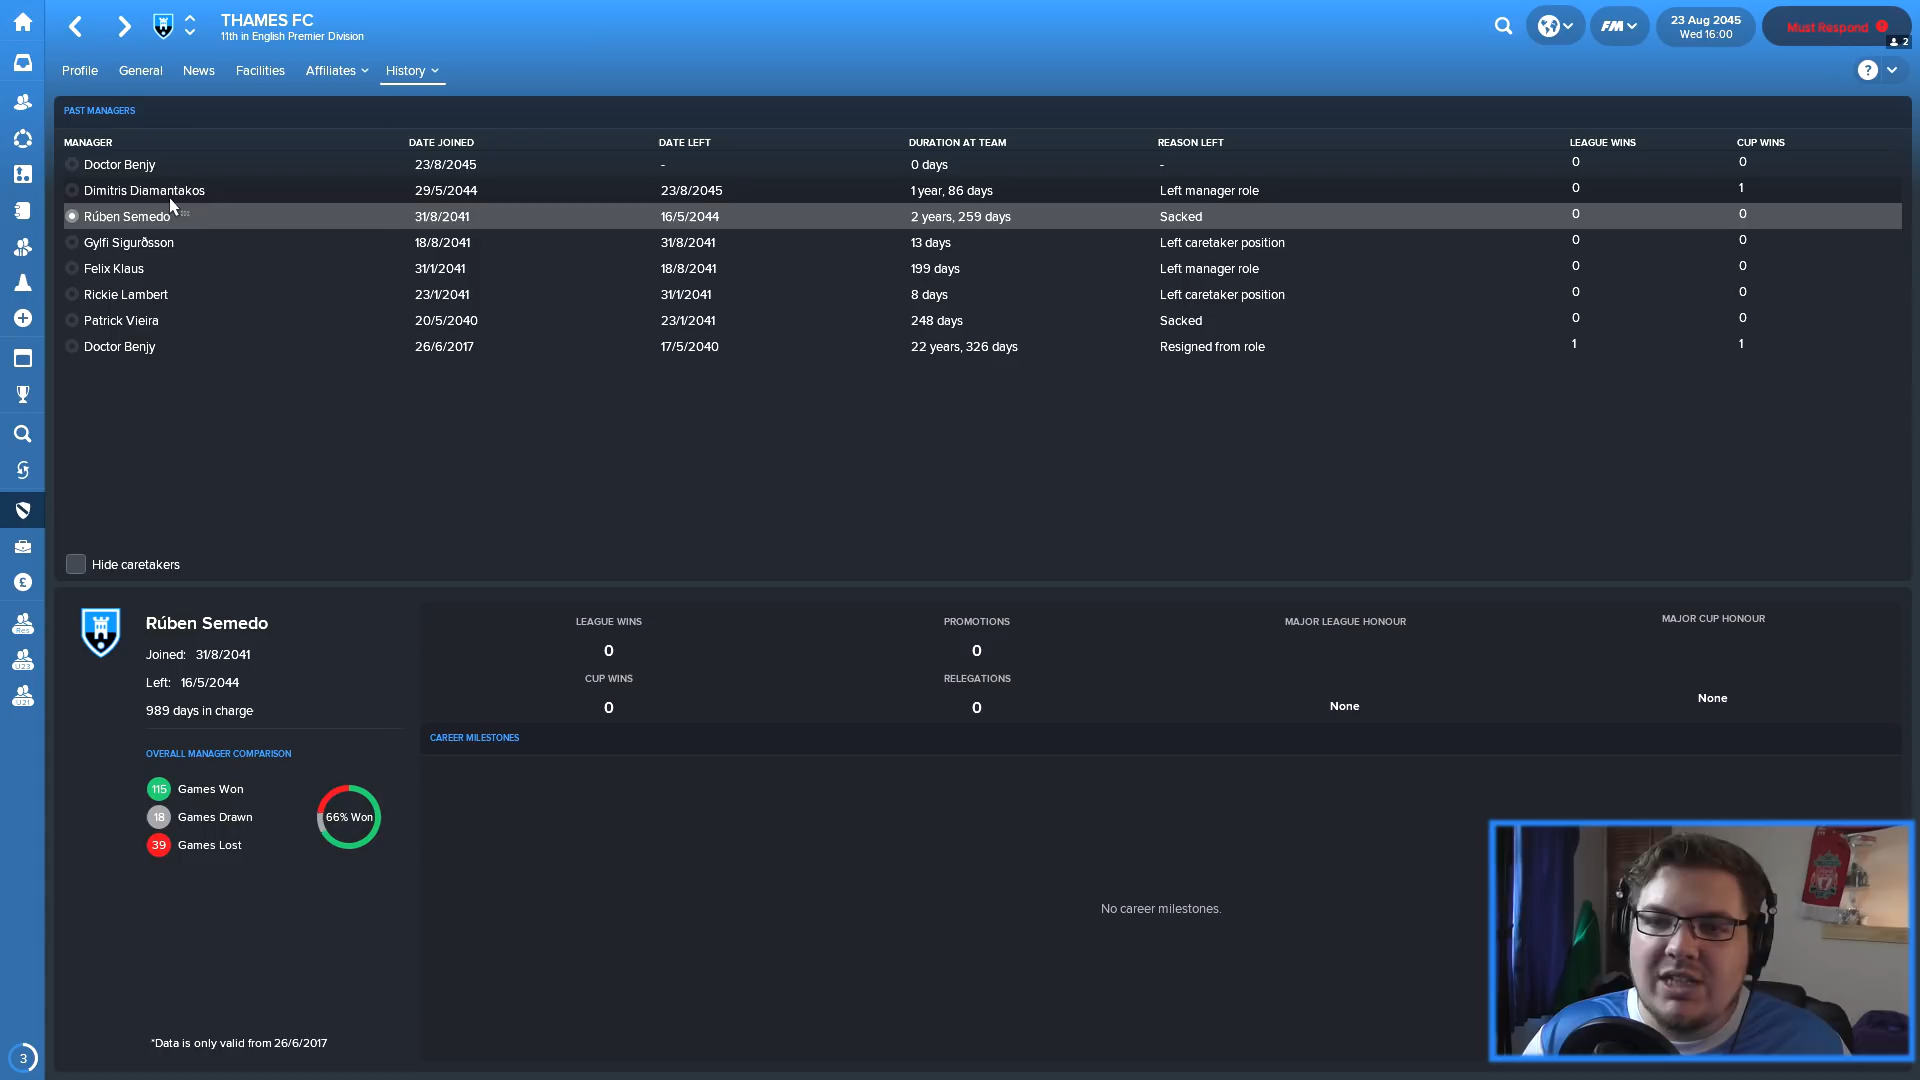 THAMES FC
11th in English Premier Division
FM
23 Aug 2045
Wed 16:00
Must Respond
2
Profile General News Facilities Affiliates History
?
PAST MANAGERS
MANAGER DATE JOINED DATE LEFT DURATION AT TEAM REASON LEFT LEAGUE WINS CUP WINS
Doctor Benjy 23/8/2045 - 0 days - 0 0
Dimitris Diamantakos 29/5/2044 23/8/2045 1 year, 86 days Left manager role 0 1
Rúben Semedo 31/8/2041 16/5/2044 2 years, 259 days Sacked 0 0
Gylfi Sigurðsson 18/8/2041 31/8/2041 13 days Left caretaker position 0 0
Felix Klaus 31/1/2041 18/8/2041 199 days Left manager role 0 0
Rickie Lambert 23/1/2041 31/1/2041 8 days Left caretaker position 0 0
Patrick Vieira 20/5/2040 23/1/2041 248 days Sacked 0 0
Doctor Benjy 26/6/2017 17/5/2040 22 years, 326 days Resigned from role 1 1
Hide caretakers
Rúben Semedo
Joined: 31/8/2041
Left: 16/5/2044
989 days in charge
LEAGUE WINS PROMOTIONS MAJOR LEAGUE HONOUR MAJOR CUP HONOUR
0 0
CUP WINS RELEGATIONS
0 0 None None
CAREER MILESTONES
No career milestones.
OVERALL MANAGER COMPARISON
115 Games Won
18 Games Drawn
39 Games Lost
66% Won
*Data is only valid from 26/6/2017
£
Res
U23
U21
3